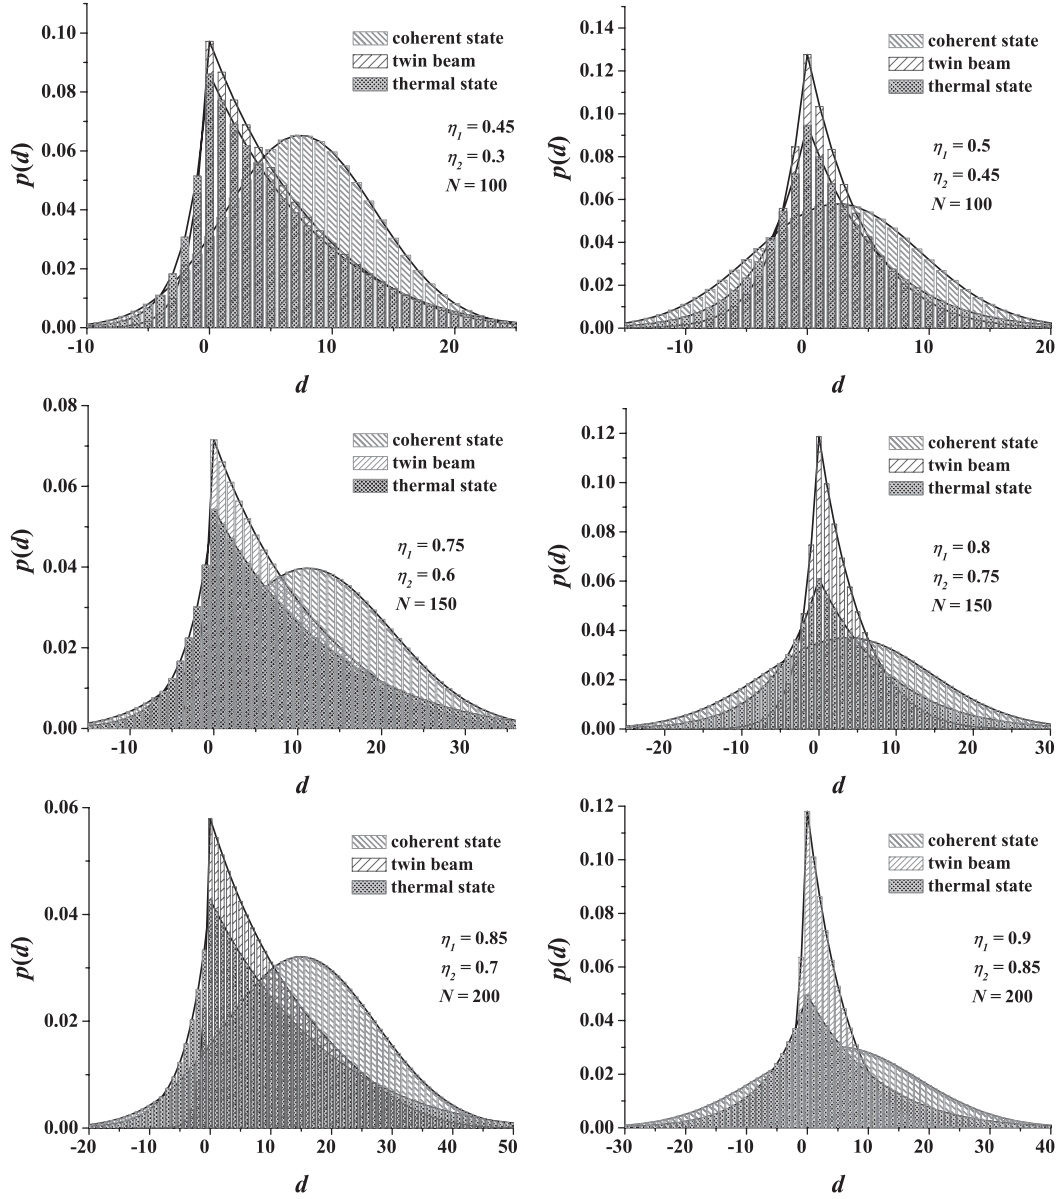 0.10
0.08
0.06
0.04
0.02
0.00
p(d)
-10 0 10 20
d
coherent state
twin beam
thermal state
η1 = 0.45
η2 = 0.3
N = 100
0.14
0.12
0.10
0.08
0.06
0.04
0.02
0.00
p(d)
-10 0 10 20
d
coherent state
twin beam
thermal state
η1 = 0.5
η2 = 0.45
N = 100
0.08
0.06
0.04
0.02
0.00
p(d)
-10 0 10 20 30
d
coherent state
twin beam
thermal state
η1 = 0.75
η2 = 0.6
N = 150
0.12
0.10
0.08
0.06
0.04
0.02
0.00
p(d)
-20 -10 0 10 20 30
d
coherent state
twin beam
thermal state
η1 = 0.8
η2 = 0.75
N = 150
0.06
0.04
0.02
0.00
p(d)
-20 -10 0 10 20 30 40 50
d
coherent state
twin beam
thermal state
η1 = 0.85
η2 = 0.7
N = 200
0.12
0.10
0.08
0.06
0.04
0.02
0.00
p(d)
-30 -20 -10 0 10 20 30 40
d
coherent state
twin beam
thermal state
η1 = 0.9
η2 = 0.85
N = 200